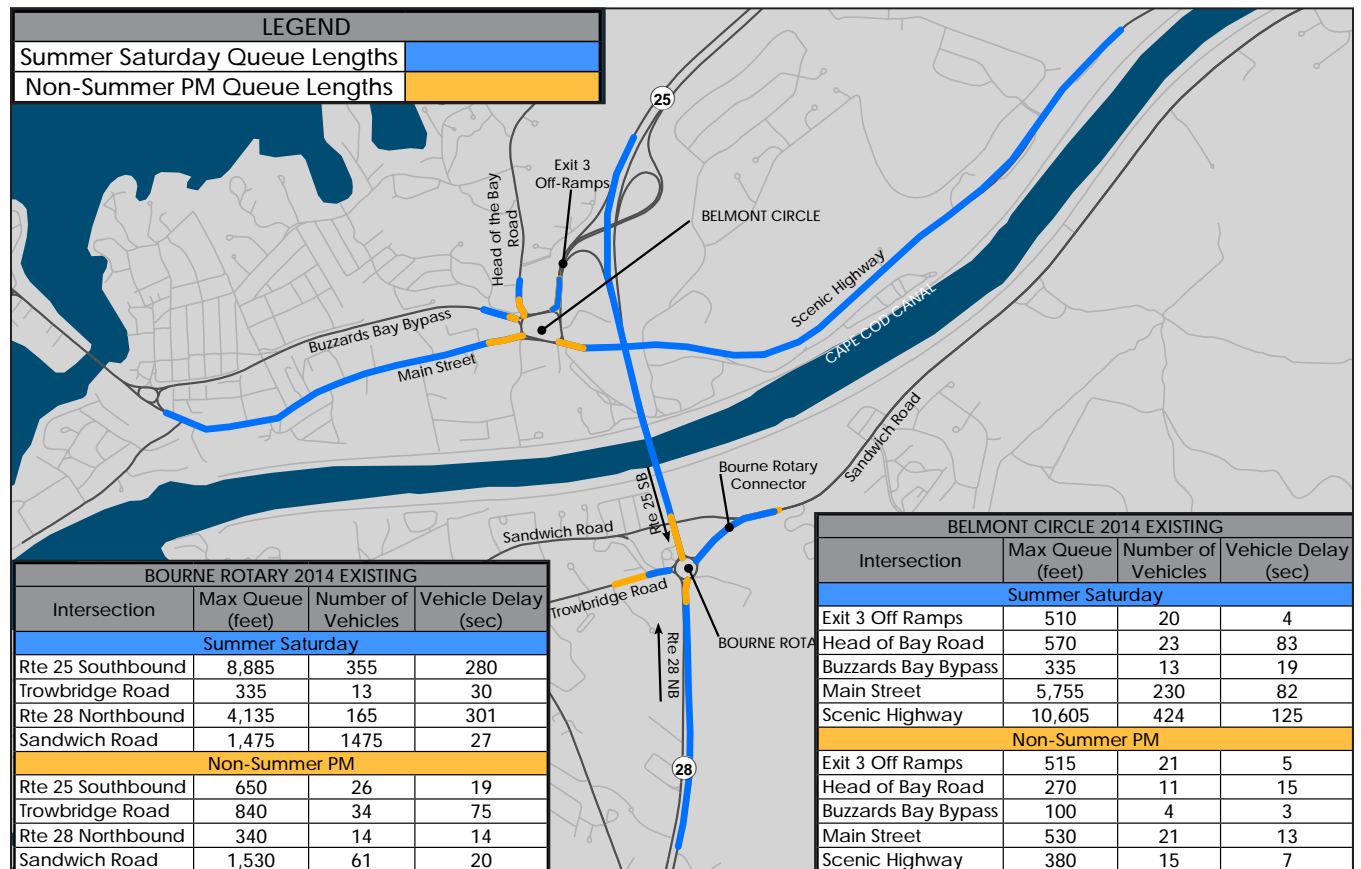 LEGEND
Summer Saturday Queue Lengths
Non-Summer PM Queue Lengths
25
Exit 3
Off-Ramps
Head of the Bay
Road
BELMONT CIRCLE
Scenic Highway
CAPE COD CANAL
Buzzards Bay Bypass
Main Street
Sandwich Road
Bourne Rotary
Connector
Rte 25 SB
Sandwich Road
Trowbridge Road
BOURNE ROTA
Rte 28 NB
28
BOURNE ROTARY 2014 EXISTING
Intersection Max Queue (feet) Number of Vehicles Vehicle Delay (sec)
Summer Saturday
Rte 25 Southbound 8,885 355 280
Trowbridge Road 335 13 30
Rte 28 Northbound 4,135 165 301
Sandwich Road 1,475 1475 27
Non-Summer PM
Rte 25 Southbound 650 26 19
Trowbridge Road 840 34 75
Rte 28 Northbound 340 14 14
Sandwich Road 1,530 61 20
BELMONT CIRCLE 2014 EXISTING
Intersection Max Queue (feet) Number of Vehicles Vehicle Delay (sec)
Summer Saturday
Exit 3 Off Ramps 510 20 4
Head of Bay Road 570 23 83
Buzzards Bay Bypass 335 13 19
Main Street 5,755 230 82
Scenic Highway 10,605 424 125
Non-Summer PM
Exit 3 Off Ramps 515 21 5
Head of Bay Road 270 11 15
Buzzards Bay Bypass 100 4 3
Main Street 530 21 13
Scenic Highway 380 15 7